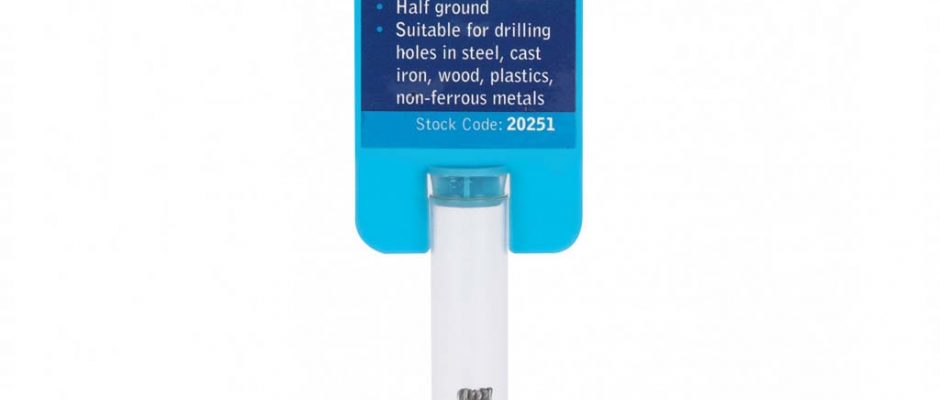 • Half ground
• Suitable for drilling
holes in steel, cast
iron, wood, plastics,
non-ferrous metals
Stock Code: 20251